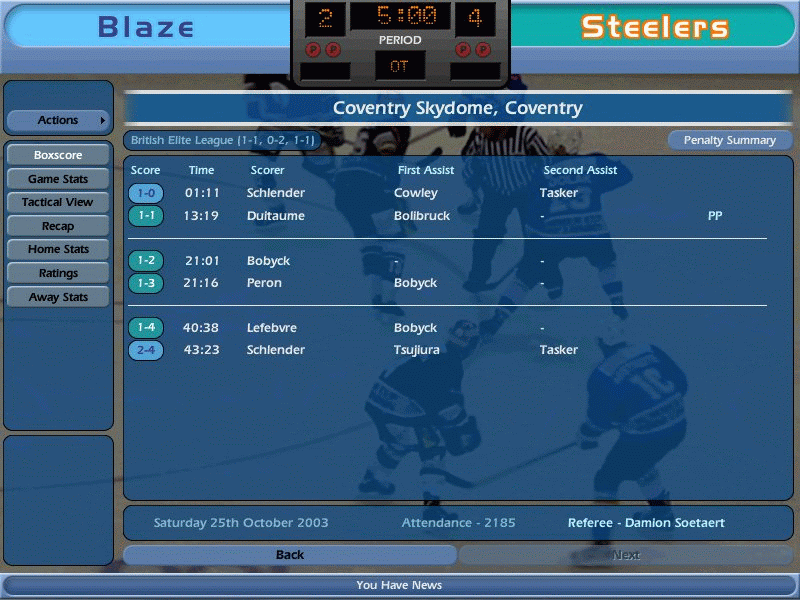 Blaze 2 5:00 4 Steelers
PERIOD
P P P P
OT
Actions
Coventry Skydome, Coventry
British Elite League (1-1, 0-2, 1-1) Penalty Summary
Boxscore
Game Stats
Tactical View
Recap
Home Stats
Ratings
Away Stats
Score Time Scorer First Assist Second Assist
1-0 01:11 Schlender Cowley Tasker
1-1 13:19 Duitaume Bolibruck - PP
1-2 21:01 Bobyck - -
1-3 21:16 Peron Bobyck -
1-4 40:38 Lefebvre Bobyck -
2-4 43:23 Schlender Tsujiura Tasker
Saturday 25th October 2003 Attendance - 2185 Referee - Damion Soetaert
Back Next
You Have News